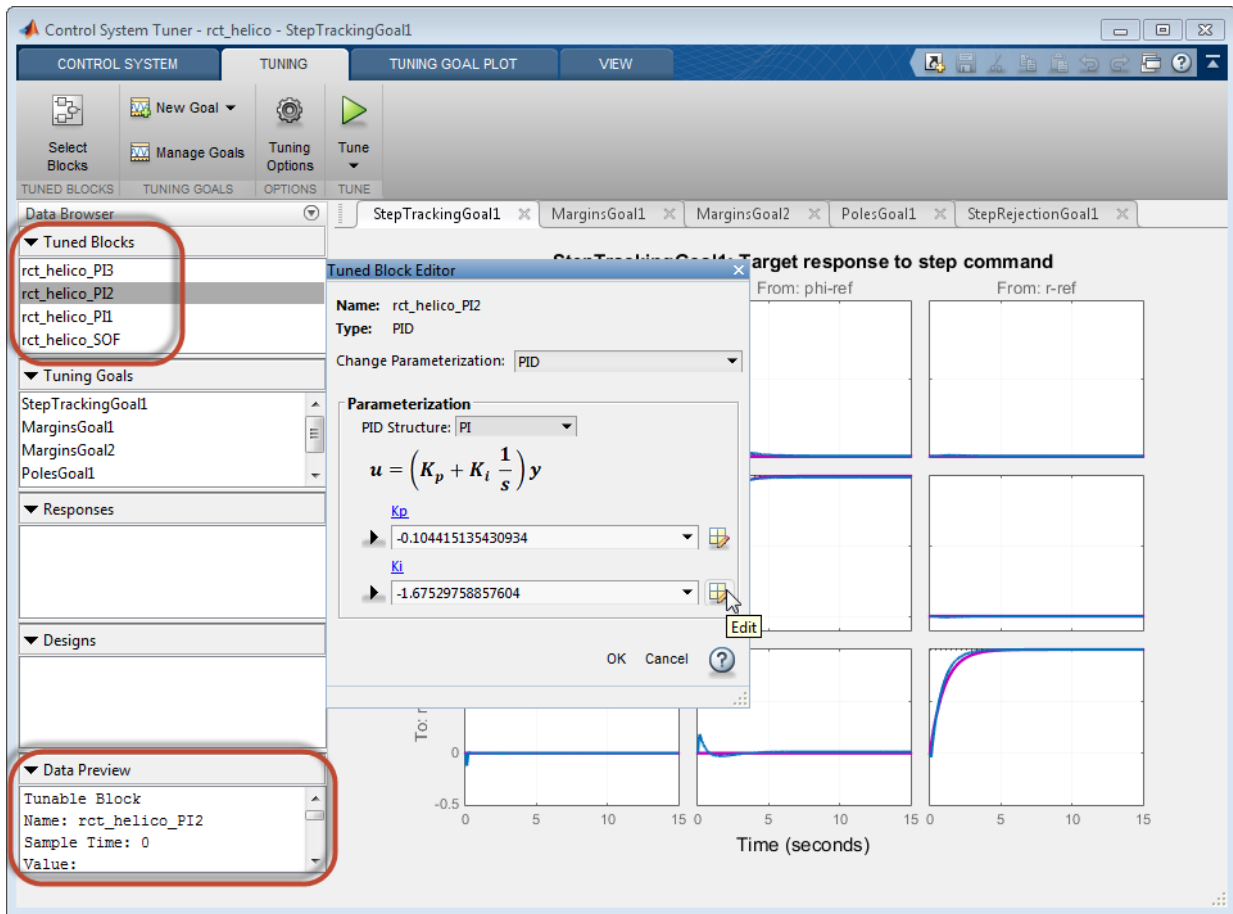 Control System Tuner - rct_helico - StepTrackingGoal1
CONTROL SYSTEM
TUNING
TUNING GOAL PLOT
VIEW
Select
Blocks
New Goal
Manage Goals
Tuning
Options
Tune
TUNED BLOCKS
TUNING GOALS
OPTIONS
TUNE
Data Browser
StepTrackingGoal1
MarginsGoal1
MarginsGoal2
PolesGoal1
StepRejectionGoal1
Tuned Blocks
rct_helico_PI3
rct_helico_PI2
rct_helico_PI1
rct_helico_SOF
Tuning Goals
StepTrackingGoal1
MarginsGoal1
MarginsGoal2
PolesGoal1
Responses
Designs
Data Preview
Tunable Block
Name: rct_helico_PI2
Sample Time: 0
Value:
StepTrackingGoal1: Target response to step command
From: phi-ref
From: r-ref
Tuned Block Editor
Name: rct_helico_PI2
Type: PID
Change Parameterization: PID
Parameterization
PID Structure: PI
u = (Kp + Ki 1/s) y
Kp
-0.104415135430934
Ki
-1.67529758857604
Edit
OK Cancel ?
To: r
0
-0.5
0 5 10 15
0 5 10 15
0 5 10 15
Time (seconds)